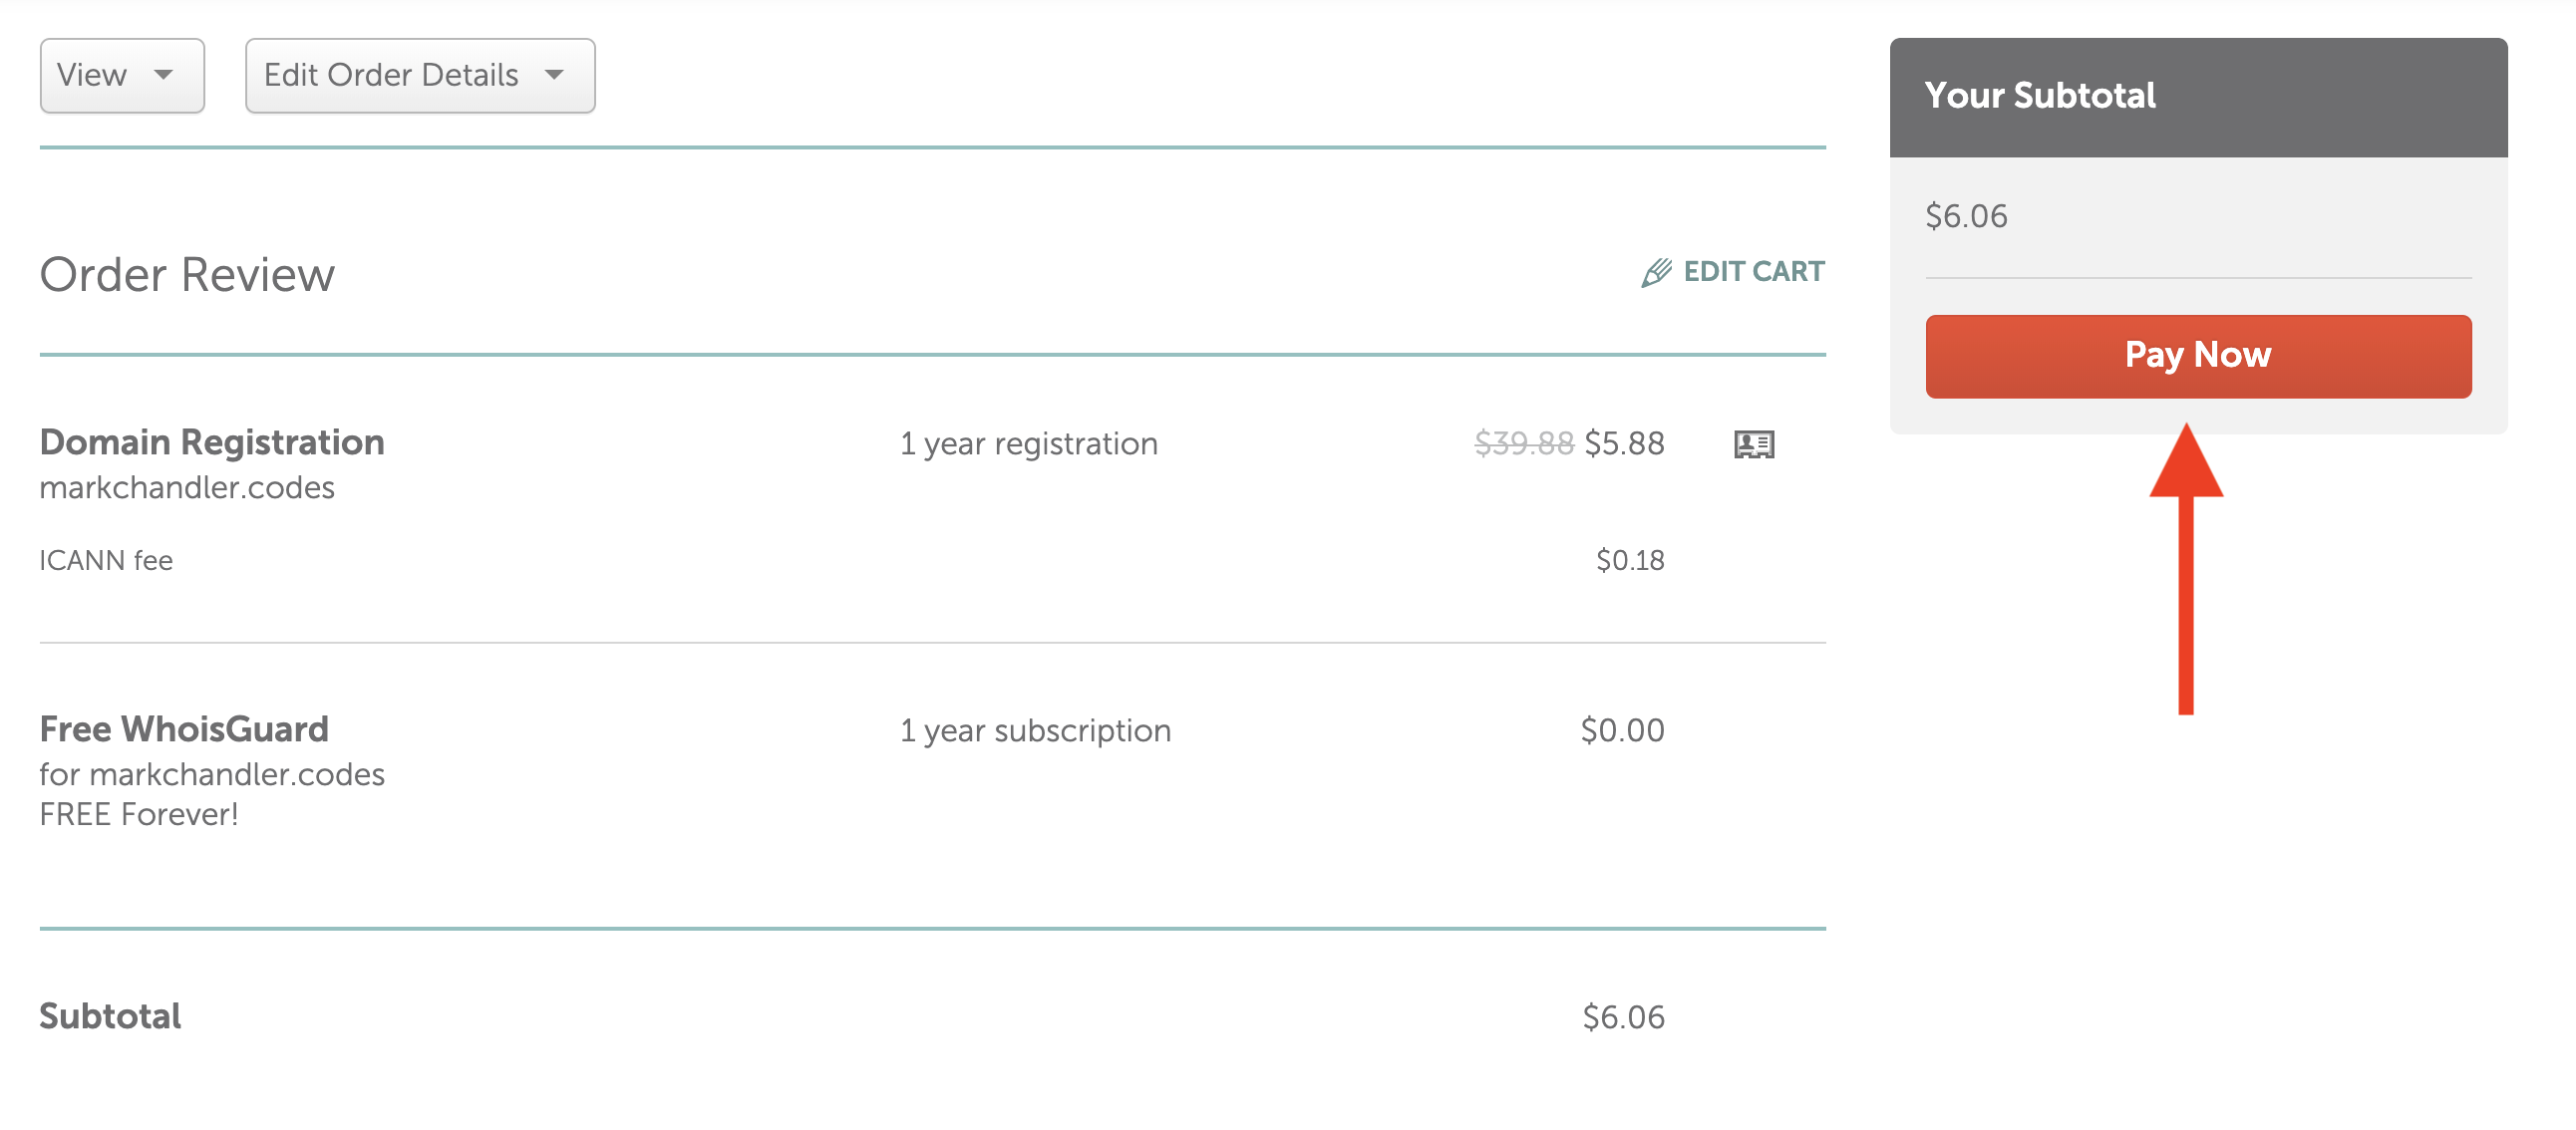 View
Edit Order Details
Your Subtotal
$6.06
Pay Now
Order Review
EDIT CART
Domain Registration
1 year registration
$39.88 $5.88
markchandler.codes
ICANN fee
$0.18
Free WhoisGuard
1 year subscription
$0.00
for markchandler.codes
FREE Forever!
Subtotal
$6.06